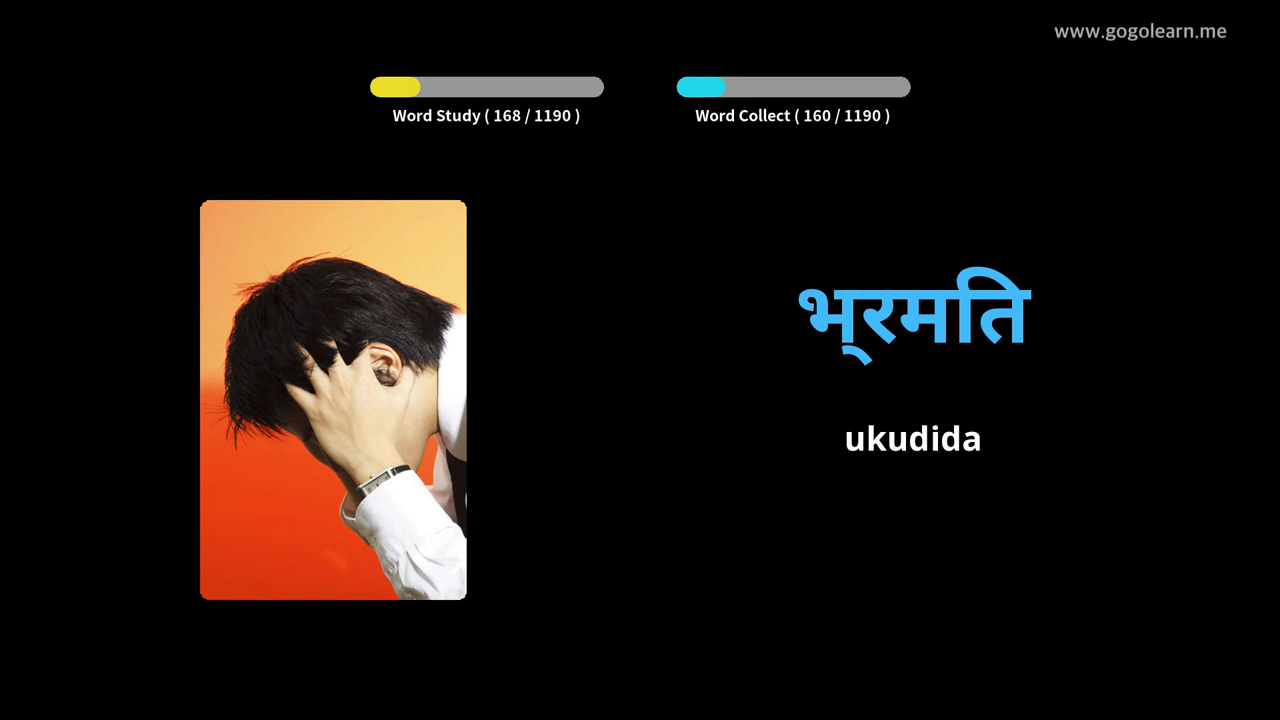 www.gogolearn.me
Word Study ( 168 / 1190 )
Word Collect ( 160 / 1190 )
भ्रमति
ukudida